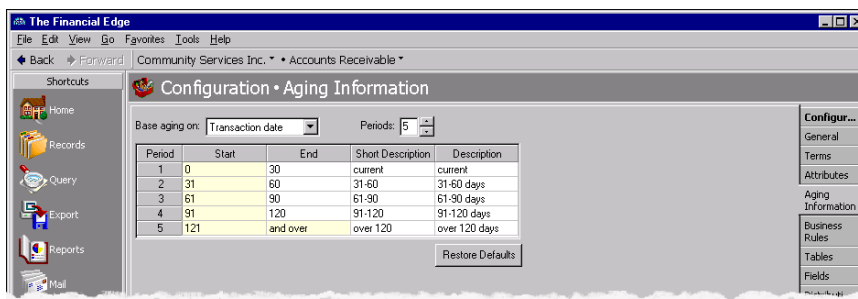 The Financial Edge
File Edit View Go Favorites Tools Help
Back Forward Community Services Inc. • Accounts Receivable
Shortcuts
Home
Records
Query
Export
Reports
Mail
Configuration • Aging Information
Base aging on: Transaction date Periods: 5
Period Start End Short Description Description
1 0 30 current current
2 31 60 31-60 31-60 days
3 61 90 61-90 61-90 days
4 91 120 91-120 91-120 days
5 121 and over over 120 over 120 days
Restore Defaults
Configur...
General
Terms
Attributes
Aging
Information
Business
Rules
Tables
Fields